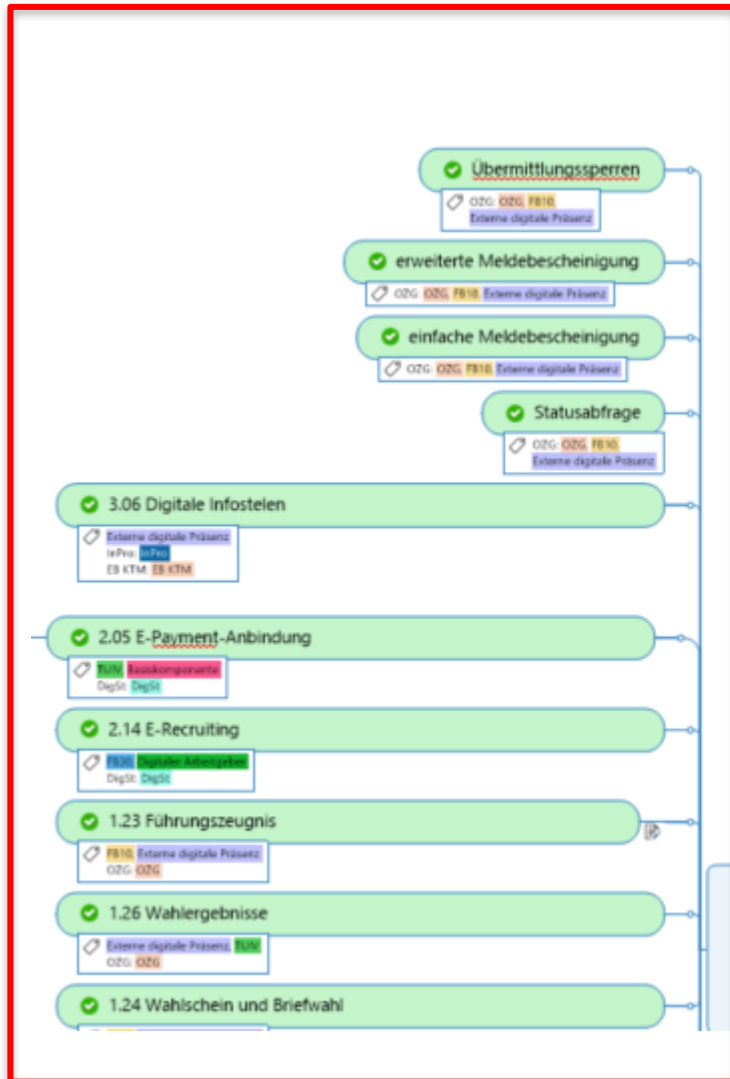 Übermittlungssperren
OZG: OZG, FB10,
Externe digitale Präsenz
erweiterte Meldebescheinigung
OZG: OZG, FB10, Externe digitale Präsenz
einfache Meldebescheinigung
OZG: OZG, FB10, Externe digitale Präsenz
Statusabfrage
OZG: OZG, FB10,
Externe digitale Präsenz
3.06 Digitale Infostelen
Externe digitale Präsenz
InPro: InPro
EB KTM: EB KTM
2.05 E-Payment-Anbindung
TUIV, Basiskomponente
DigSt: DigSt
2.14 E-Recruiting
FB30, Digitaler Arbeitgeber
DigSt: DigSt
1.23 Führungszeugnis
FB10, Externe digitale Präsenz
OZG: OZG
1.26 Wahlergebnisse
Externe digitale Präsenz, TUIV
OZG: OZG
1.24 Wahlschein und Briefwahl